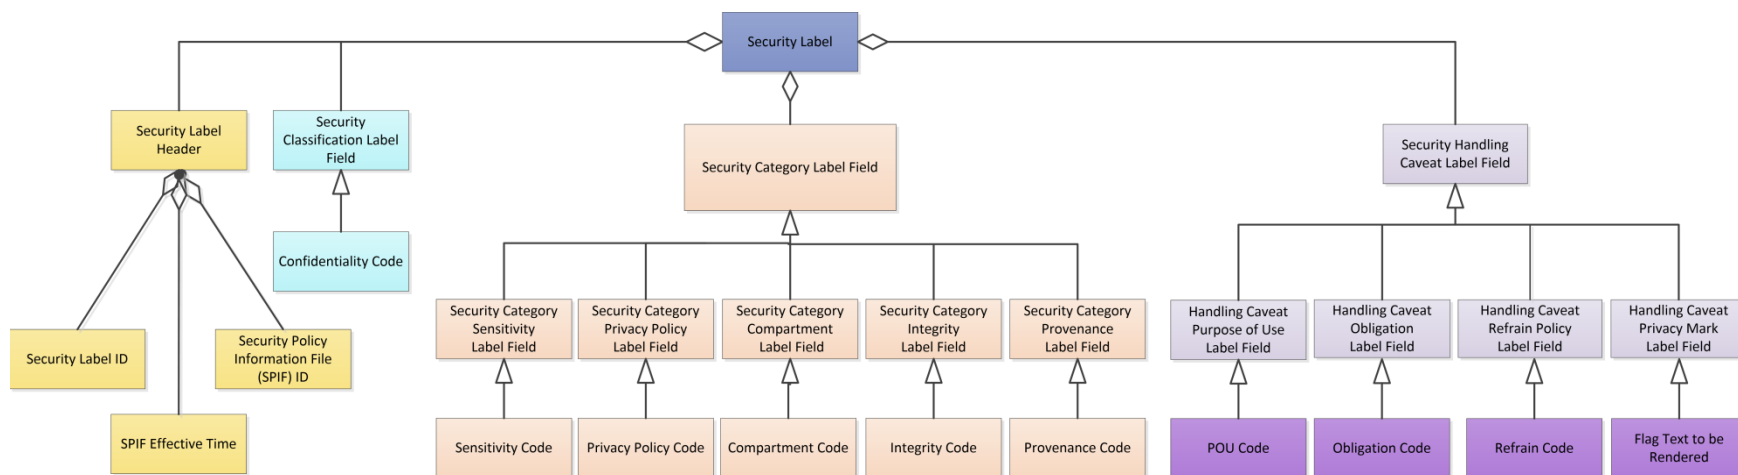 Security Label
Security Label
Header
Security
Classification Label
Field
Security Category Label Field
Security Handling
Caveat Label Field
Confidentiality Code
Security Label ID
Security Policy
Information File
(SPIF) ID
SPIF Effective Time
Security Category
Sensitivity
Label Field
Security Category
Privacy Policy
Label Field
Security Category
Compartment
Label Field
Security Category
Integrity
Label Field
Security Category
Provenance
Label Field
Handling Caveat
Purpose of Use
Label Field
Handling Caveat
Obligation
Label Field
Handling Caveat
Refrain Policy
Label Field
Handling Caveat
Privacy Mark
Label Field
Sensitivity Code
Privacy Policy Code
Compartment Code
Integrity Code
Provenance Code
POU Code
Obligation Code
Refrain Code
Flag Text to be
Rendered